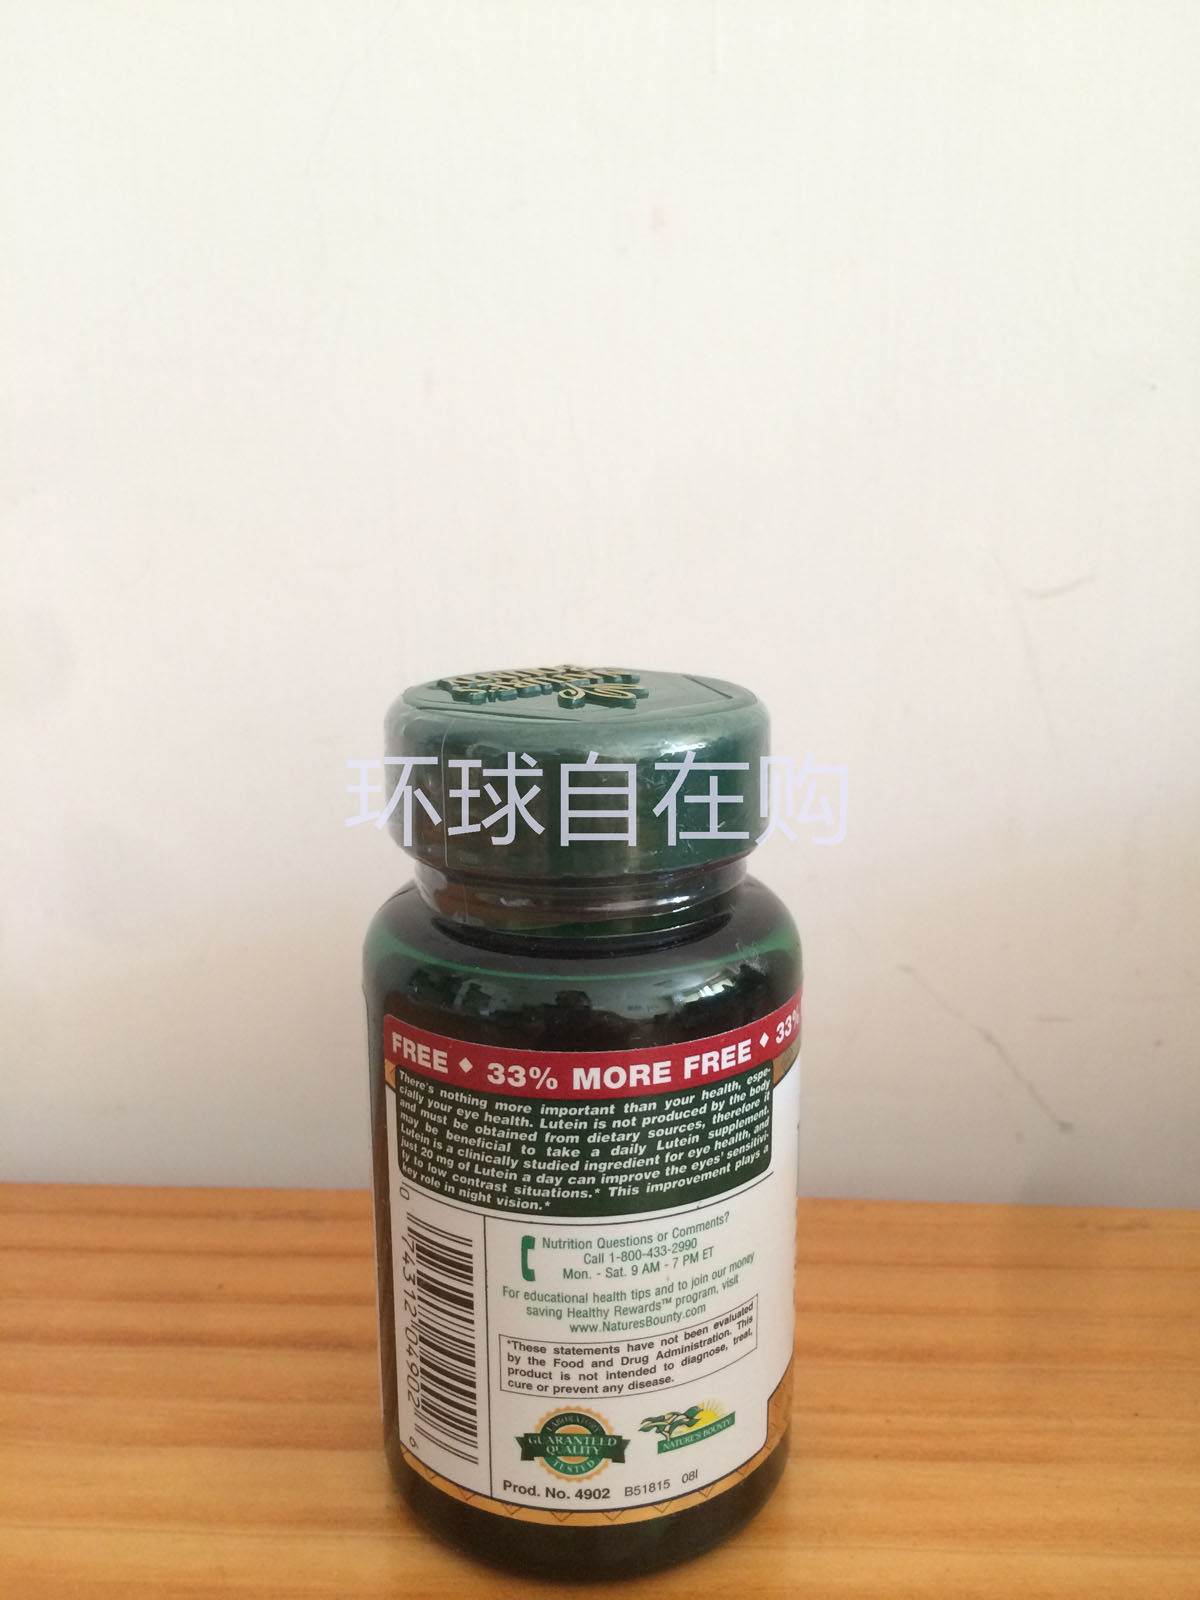 NATURE'S
BOUNTY
环球自在购
FREE ◆ 33% MORE FREE ◆ 33%
There's nothing more important than your health, espe-
cially your eye health. Lutein is not produced by the body
and must be obtained from dietary sources, therefore it
may be beneficial to take a daily Lutein supplement.
Lutein is a clinically studied ingredient for eye health, and
just 20 mg of Lutein a day can improve the eyes' sensitivi-
ty to low contrast situations.* This improvement plays a
key role in night vision.*
0 74312 04902 6
Nutrition Questions or Comments?
Call 1-800-433-2990
Mon. - Sat. 9 AM - 7 PM ET
For educational health tips and to join our money
saving Healthy Rewards™ program, visit
www.NaturesBounty.com
*These statements have not been evaluated
by the Food and Drug Administration. This
product is not intended to diagnose, treat,
cure or prevent any disease.
LABORATORY
GUARANTEED
QUALITY
TESTED
NATURE'S BOUNTY
Prod. No. 4902 B51815 08I